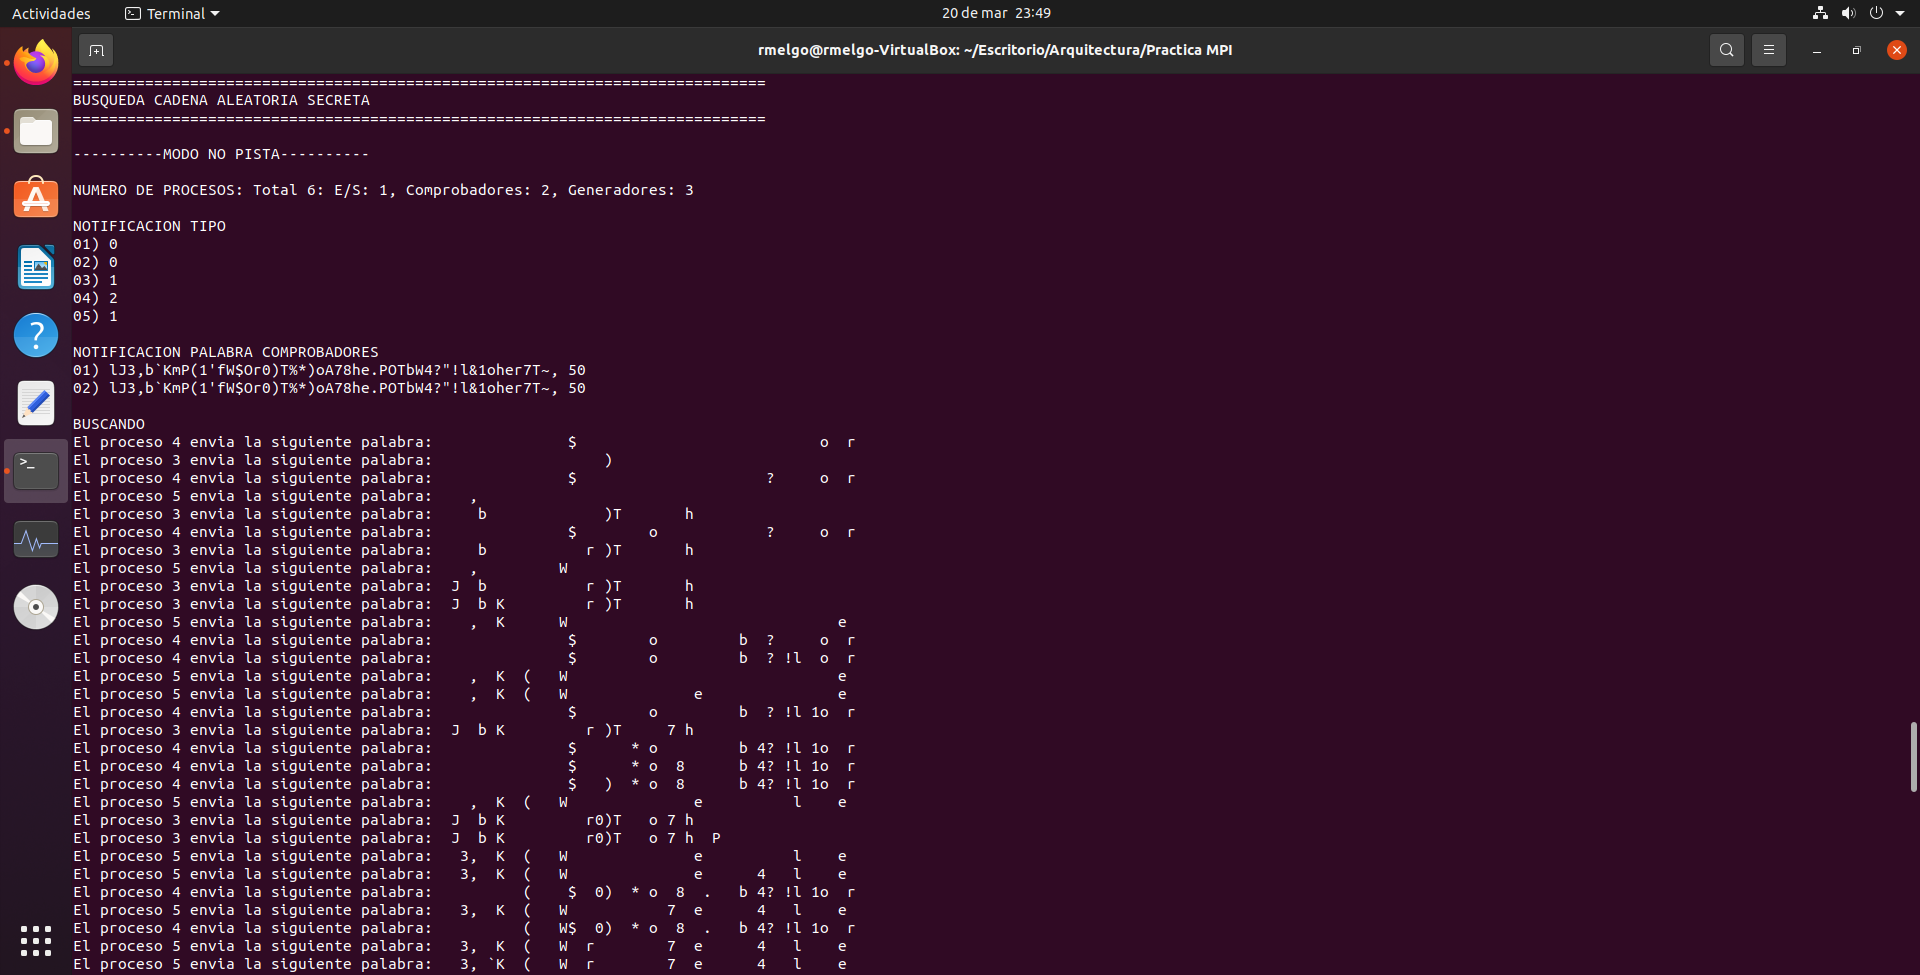 Actividades
Terminal
20 de mar 23:49
rmelgo@rmelgo-VirtualBox: ~/Escritorio/Arquitectura/Practica MPI
=============================================================================
BUSQUEDA CADENA ALEATORIA SECRETA
=============================================================================
----------MODO NO PISTA----------
NUMERO DE PROCESOS: Total 6: E/S: 1, Comprobadores: 2, Generadores: 3
NOTIFICACION TIPO
01) 0
02) 0
03) 1
04) 2
05) 1
NOTIFICACION PALABRA COMPROBADORES
01) lJ3,b`KmP(1'fW$Or0)T%*)oA78he.POTbW4?"!l&1oher7T~, 50
02) lJ3,b`KmP(1'fW$Or0)T%*)oA78he.POTbW4?"!l&1oher7T~, 50
BUSCANDO
El proceso 4 envia la siguiente palabra:               $                           o  r
El proceso 3 envia la siguiente palabra:                   )
El proceso 4 envia la siguiente palabra:               $                     ?     o  r
El proceso 5 envia la siguiente palabra:    ,
El proceso 3 envia la siguiente palabra:     b             )T       h
El proceso 4 envia la siguiente palabra:               $        o            ?     o  r
El proceso 3 envia la siguiente palabra:     b           r )T       h
El proceso 5 envia la siguiente palabra:    ,         W
El proceso 3 envia la siguiente palabra:  J  b           r )T       h
El proceso 3 envia la siguiente palabra:  J  b K         r )T       h
El proceso 5 envia la siguiente palabra:    ,  K      W                              e
El proceso 4 envia la siguiente palabra:               $        o         b  ?     o  r
El proceso 4 envia la siguiente palabra:               $        o         b  ? !l  o  r
El proceso 5 envia la siguiente palabra:    ,  K  (   W                              e
El proceso 5 envia la siguiente palabra:    ,  K  (   W              e               e
El proceso 4 envia la siguiente palabra:               $        o         b  ? !l 1o  r
El proceso 3 envia la siguiente palabra:  J  b K         r )T     7 h
El proceso 4 envia la siguiente palabra:               $      * o         b 4? !l 1o  r
El proceso 4 envia la siguiente palabra:               $      * o  8      b 4? !l 1o  r
El proceso 4 envia la siguiente palabra:               $   )  * o  8      b 4? !l 1o  r
El proceso 5 envia la siguiente palabra:    ,  K  (   W              e          l    e
El proceso 3 envia la siguiente palabra:  J  b K         r0)T   o 7 h
El proceso 3 envia la siguiente palabra:  J  b K         r0)T   o 7 h  P
El proceso 5 envia la siguiente palabra:   3,  K  (   W              e          l    e
El proceso 5 envia la siguiente palabra:   3,  K  (   W              e      4   l    e
El proceso 4 envia la siguiente palabra:          (    $  0)  * o  8  .   b 4? !l 1o  r
El proceso 5 envia la siguiente palabra:   3,  K  (   W           7  e      4   l    e
El proceso 4 envia la siguiente palabra:          (   W$  0)  * o  8  .   b 4? !l 1o  r
El proceso 5 envia la siguiente palabra:   3,  K  (   W  r        7  e      4   l    e
El proceso 5 envia la siguiente palabra:   3, `K  (   W  r        7  e      4   l    e